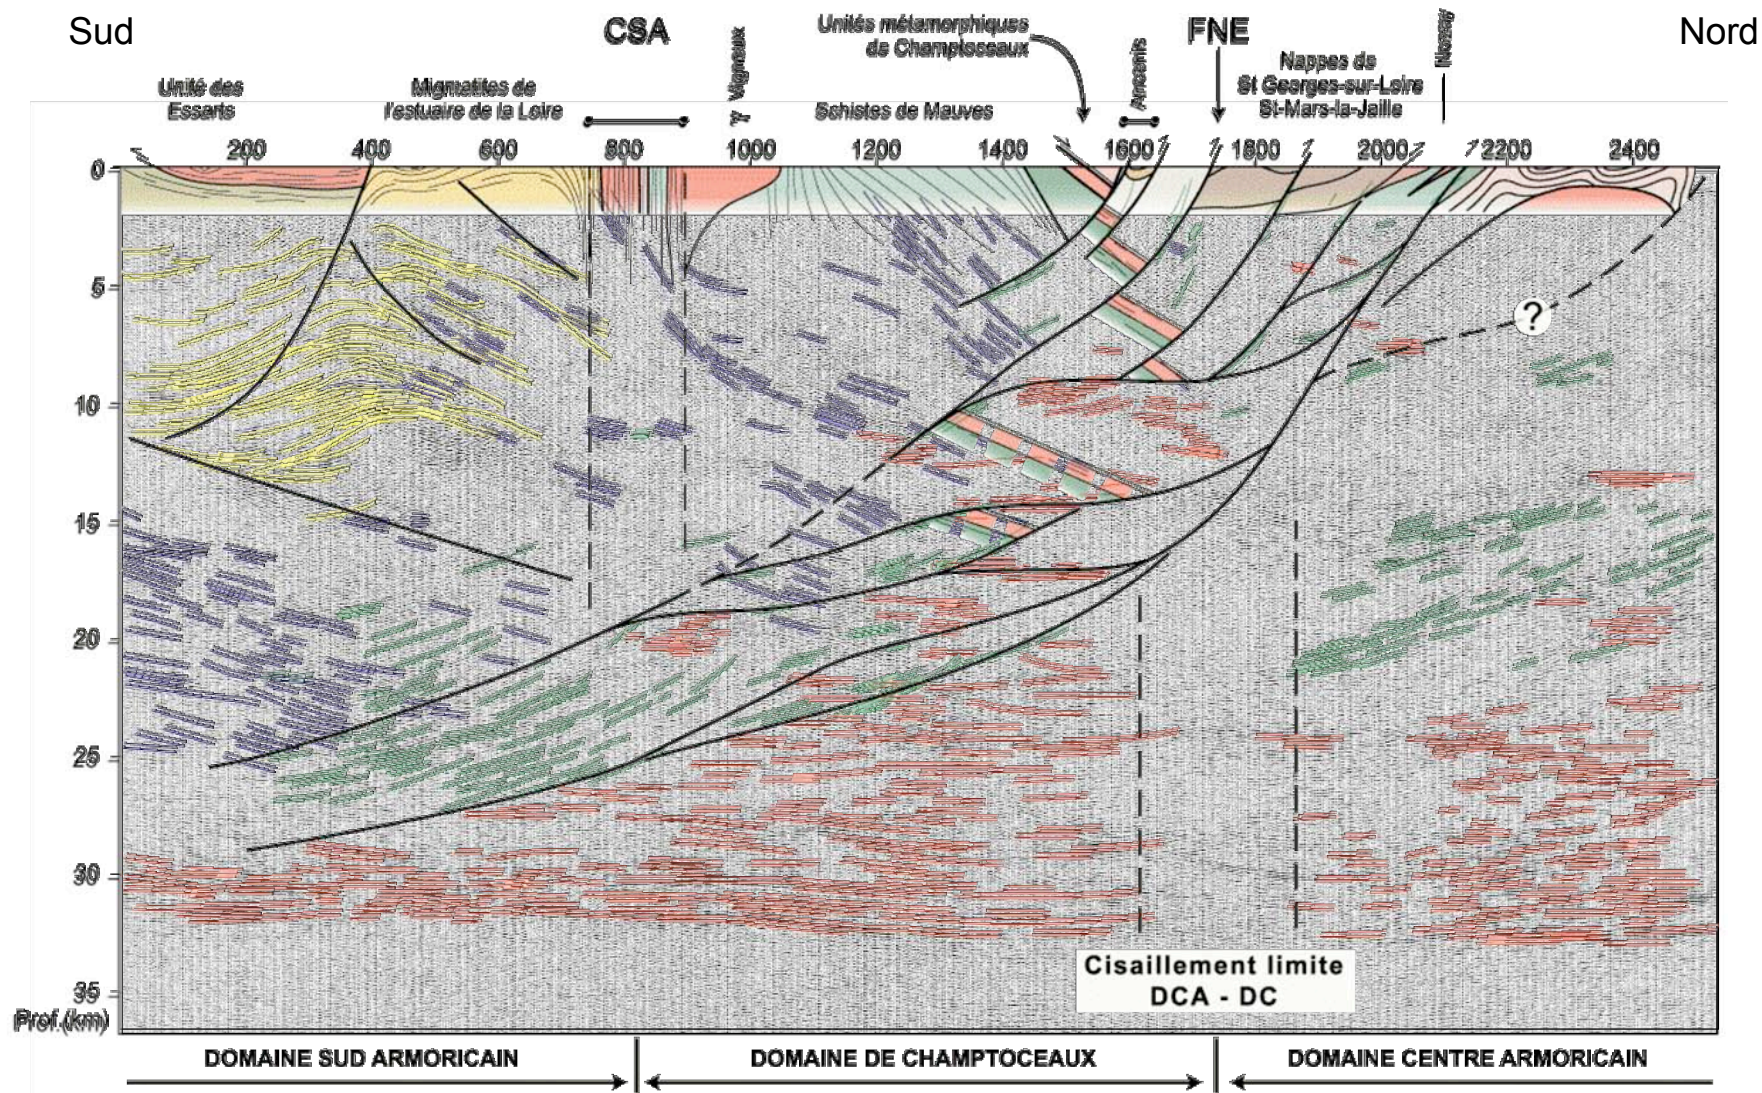 Sud
CSA
γ Vigneux
Unités métamorphiques
de Champtoceaux
Ancenis
FNE
Nappes de
St Georges-sur-Loire
St-Mars-la-Jaille
Nord
Unité des
Essarts
Migmatites de
l'estuaire de la Loire
Schistes de Mauves
200 400 600 800 1000 1200 1400 1600 1800 2000 2200 2400
0
5
?
10
15
20
25
30
35
Prof.(km)
Cisaillement limite
DCA - DC
DOMAINE SUD ARMORICAIN
DOMAINE DE CHAMPTOCEAUX
DOMAINE CENTRE ARMORICAIN